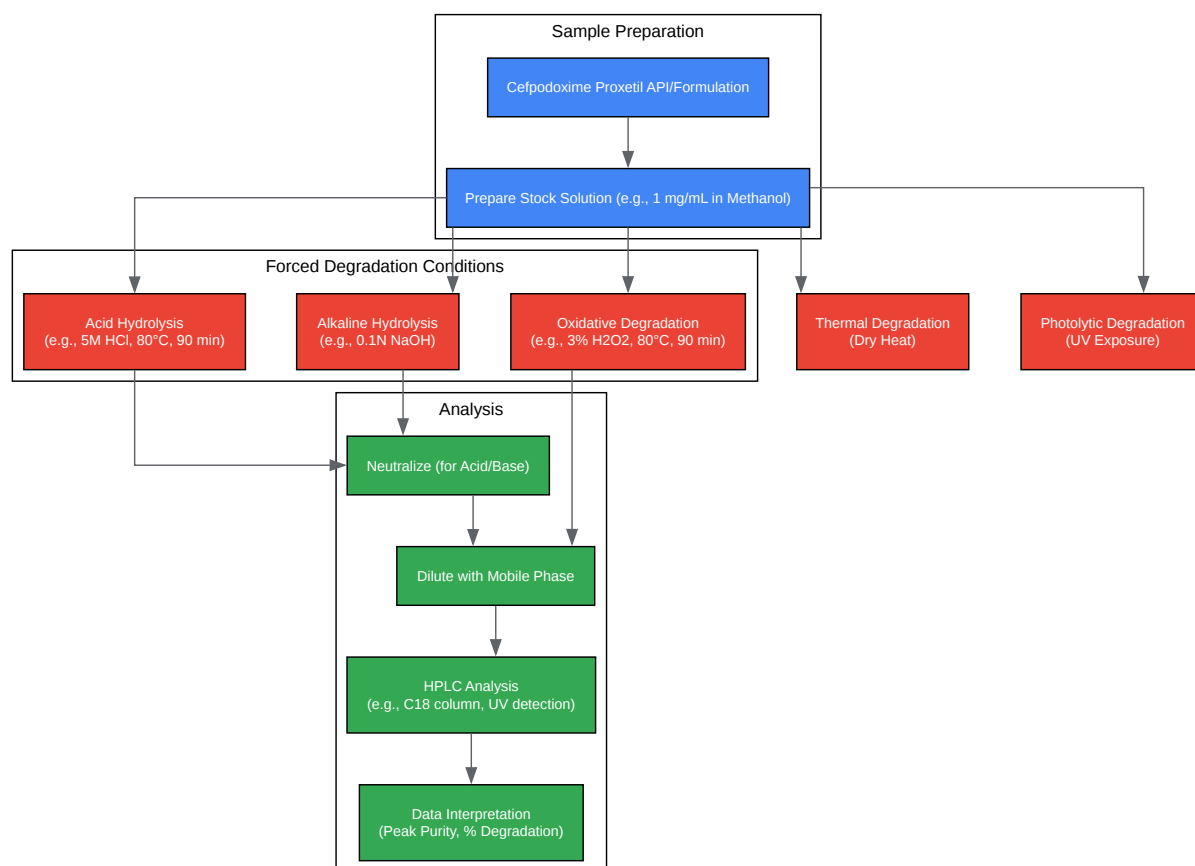 Sample Preparation
Cefpodoxime Proxetil API/Formulation
Prepare Stock Solution (e.g., 1 mg/mL in Methanol)
Forced Degradation Conditions
Acid Hydrolysis
(e.g., 5M HCl, 80°C, 90 min)
Alkaline Hydrolysis
(e.g., 0.1N NaOH)
Oxidative Degradation
(e.g., 3% H2O2, 80°C, 90 min)
Thermal Degradation
(Dry Heat)
Photolytic Degradation
(UV Exposure)
Analysis
Neutralize (for Acid/Base)
Dilute with Mobile Phase
HPLC Analysis
(e.g., C18 column, UV detection)
Data Interpretation
(Peak Purity, % Degradation)